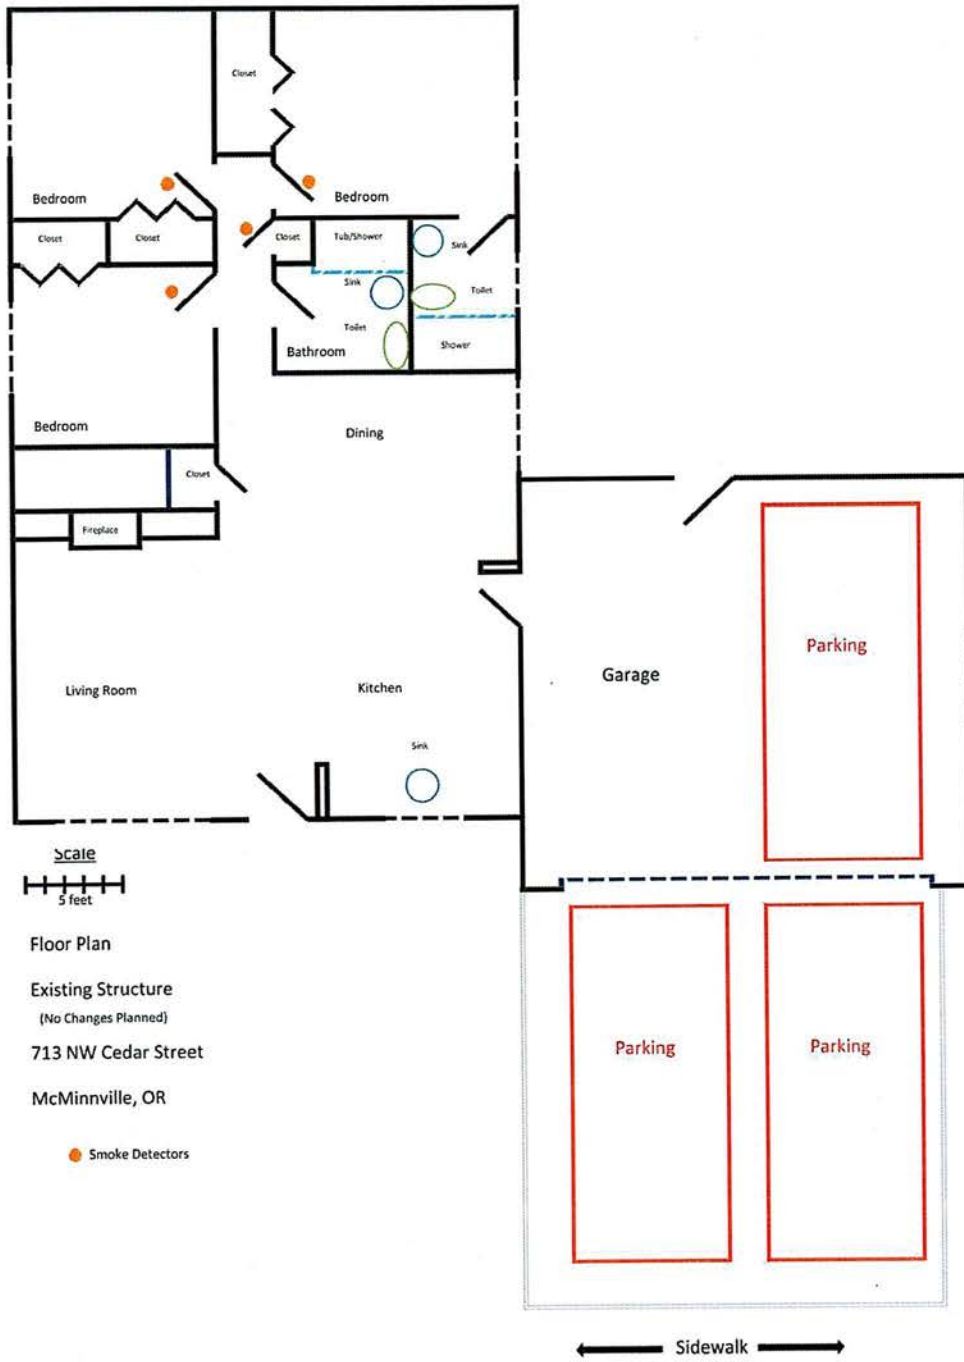 Closet
Bedroom
Bedroom
Closet
Closet
Closet
Tub/Shower
Sink
Sink
Toilet
Toilet
Shower
Bathroom
Bedroom
Dining
Closet
Fireplace
Living Room
Kitchen
Sink
Garage
Parking
Scale
5 feet
Floor Plan
Existing Structure
(No Changes Planned)
713 NW Cedar Street
McMinnville, OR
Smoke Detectors
Parking
Parking
Sidewalk